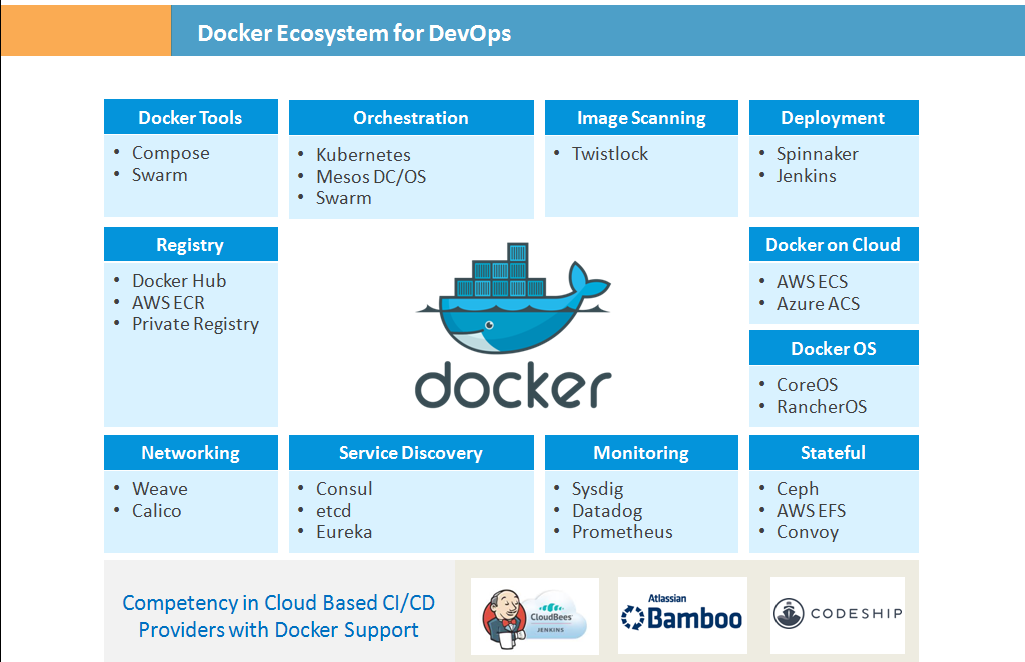 Docker Ecosystem for DevOps
Docker Tools
• Compose
• Swarm
Orchestration
• Kubernetes
• Mesos DC/OS
• Swarm
Image Scanning
• Twistlock
Deployment
• Spinnaker
• Jenkins
Registry
• Docker Hub
• AWS ECR
• Private Registry
docker
Docker on Cloud
• AWS ECS
• Azure ACS
Docker OS
• CoreOS
• RancherOS
Networking
• Weave
• Calico
Service Discovery
• Consul
• etcd
• Eureka
Monitoring
• Sysdig
• Datadog
• Prometheus
Stateful
• Ceph
• AWS EFS
• Convoy
Competency in Cloud Based CI/CD
Providers with Docker Support
CloudBees
JENKINS
Atlassian
Bamboo
CODESHIP